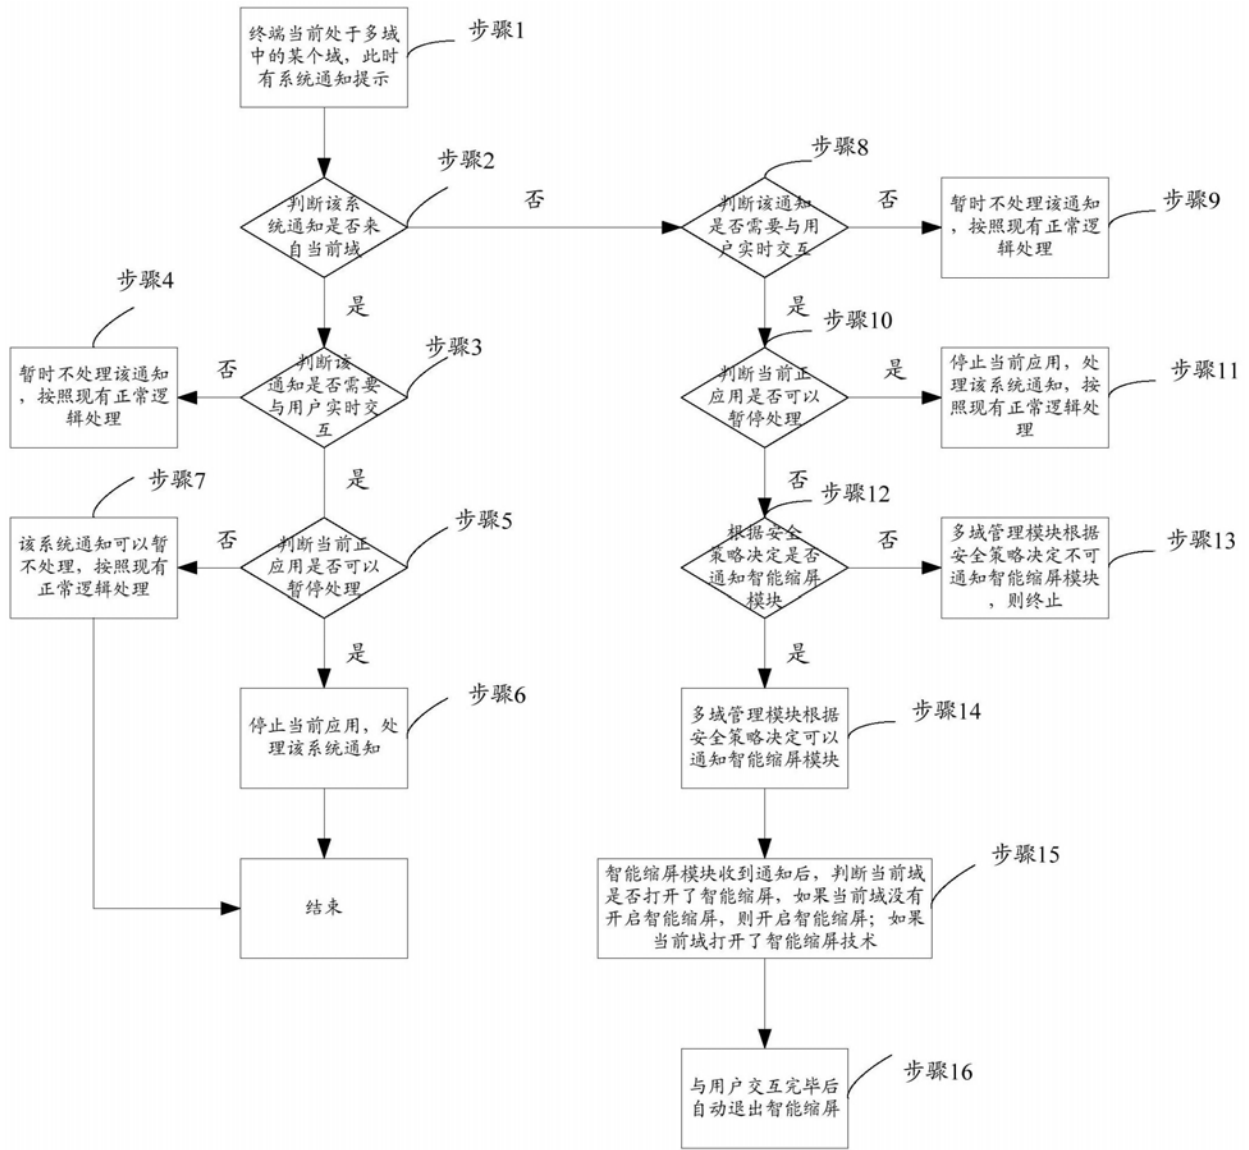 终端当前处于多域
中的某个域，此时
有系统通知提示
步骤1
判断该系
统通知是否来
自当前域
步骤2
否
是
判断该通知
是否需要与用
户实时交互
步骤8
否
是
暂时不处理该通知
，按照现有正常逻
辑处理
步骤9
步骤4
暂时不处理该通知
，按照现有正常逻
辑处理
否
判断该
通知是否需要
与用户实时交
互
步骤3
是
判断当前正
应用是否可以
暂停处理
步骤10
是
否
停止当前应用，处
理该系统通知，按
照现有正常逻辑处
理
步骤11
步骤7
该系统通知可以暂
不处理，按照现有
正常逻辑处理
否
判断当前正
应用是否可以
暂停处理
步骤5
是
根据安全
策略决定是否
通知智能缩屏
模块
步骤12
否
是
多域管理模块根据
安全策略决定不可
通知智能缩屏模块
，则终止
步骤13
停止当前应用，处
理该系统通知
步骤6
多域管理模块根据
安全策略决定可以
通知智能缩屏模块
步骤14
结束
智能缩屏模块收到通知后，判断当前域
是否打开了智能缩屏，如果当前域没有
开启智能缩屏，则开启智能缩屏；如果
当前域打开了智能缩屏技术
步骤15
与用户交互完毕后
自动退出智能缩屏
步骤16